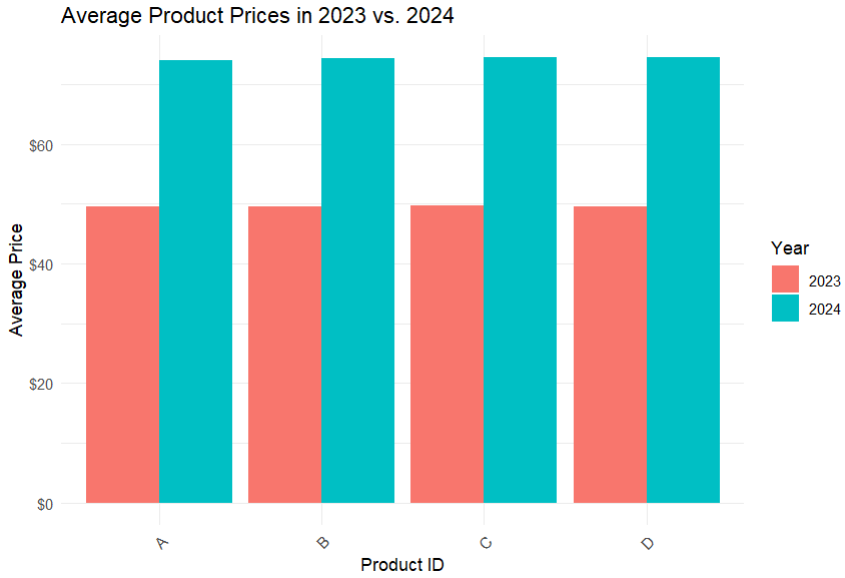 Average Product Prices in 2023 vs. 2024
$60
$40
$20
$0
Average Price
A
B
C
D
Product ID
Year
2023
2024